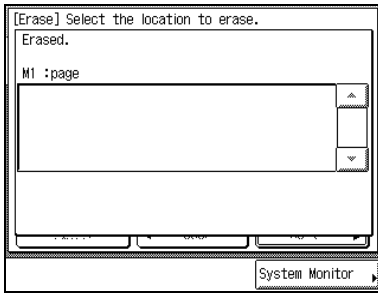 [Erase] Select the location to erase.
Erased.
M1 :page
System Monitor